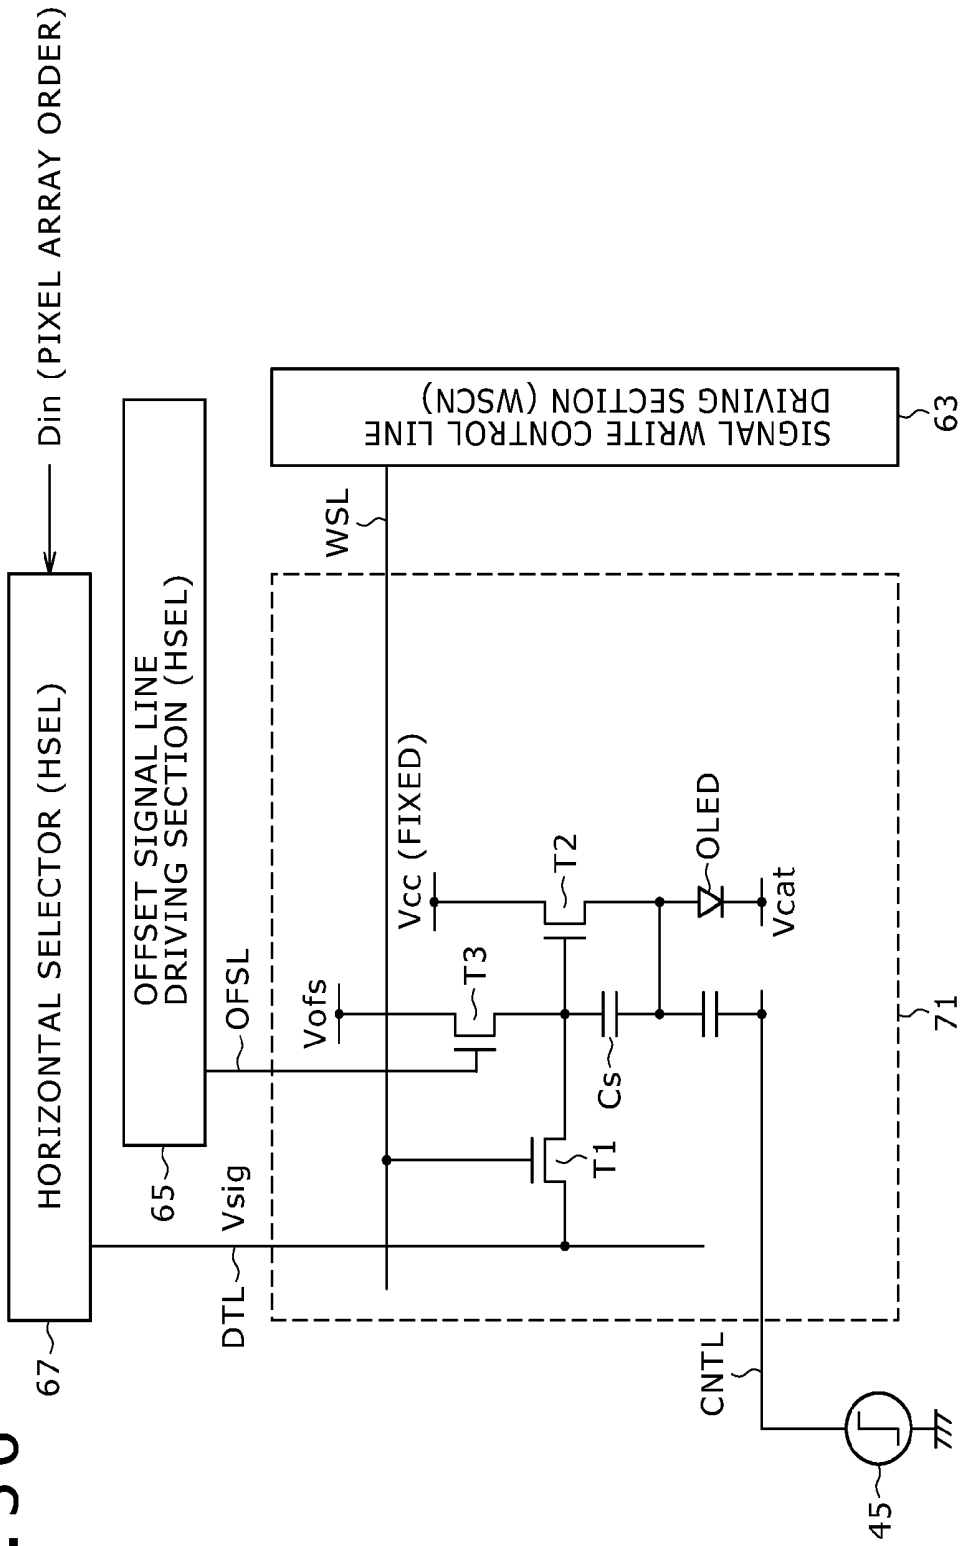 Din (PIXEL ARRAY ORDER)
HORIZONTAL SELECTOR (HSEL)
67
OFFSET SIGNAL LINE
DRIVING SECTION (HSEL)
65
SIGNAL WRITE CONTROL LINE
DRIVING SECTION (WSCN)
63
WSL
OFSL
Vsig
DTL
Vofs
Vcc (FIXED)
T3
T2
T1
Cs
OLED
Vcat
71
CNTL
45